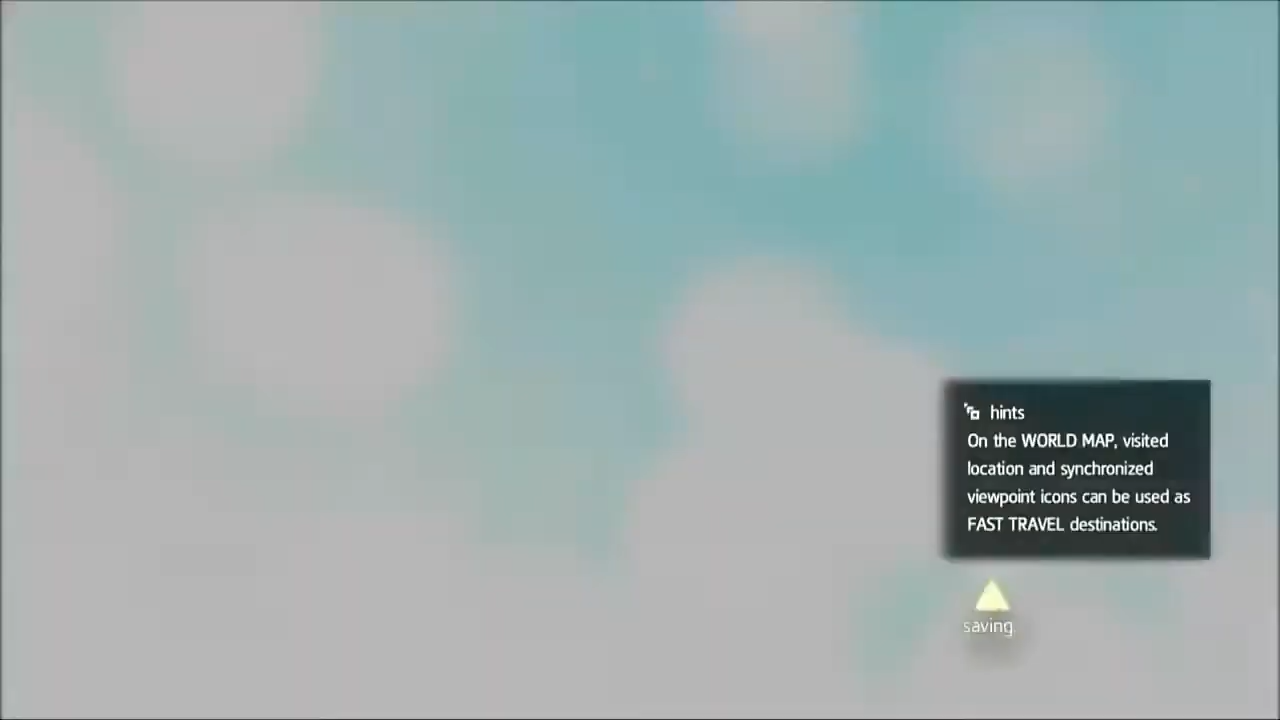 hints
On the WORLD MAP, visited
location and synchronized
viewpoint icons can be used as
FAST TRAVEL destinations.
saving.